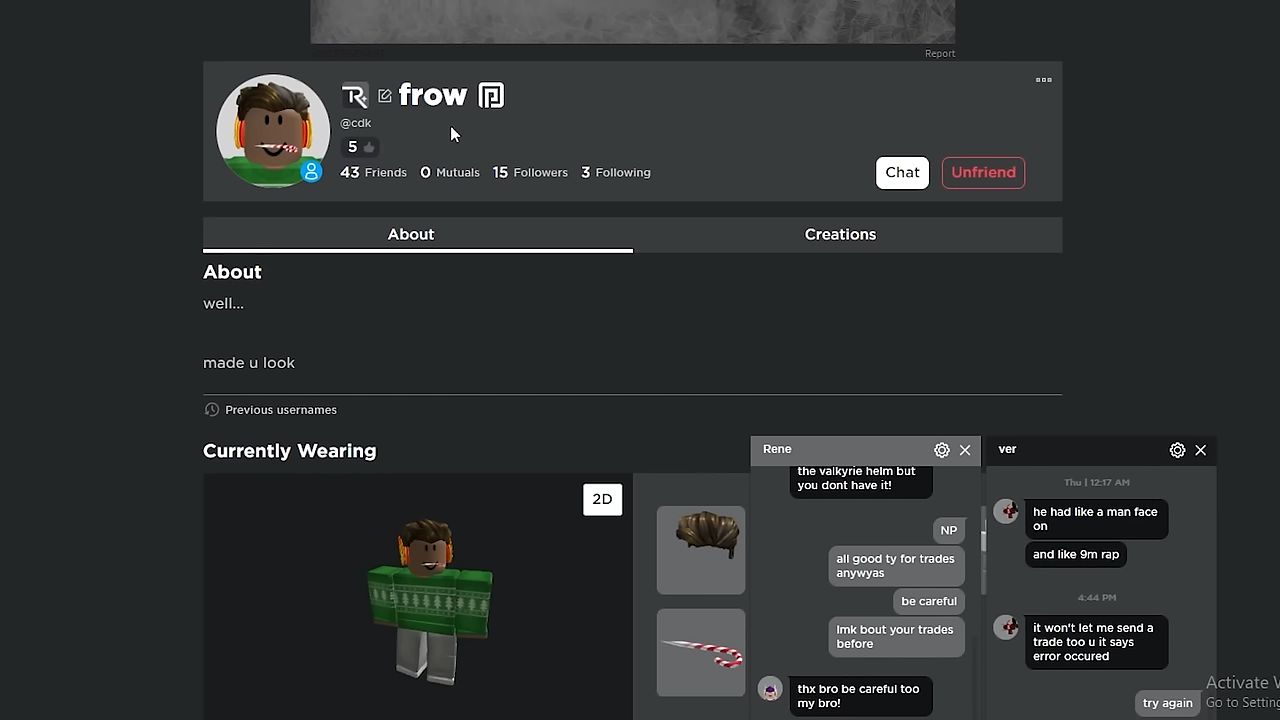 Report
frow
@cdk
5
43 Friends 0 Mutuals 15 Followers 3 Following
Chat
Unfriend
About
Creations
About
well...
made u look
Previous usernames
Currently Wearing
2D
Rene
the valkyrie helm but
you dont have it!
NP
all good ty for trades
anywyas
be careful
lmk bout your trades
before
thx bro be careful too
my bro!
ver
Thu | 12:17 AM
he had like a man face
on
and like 9m rap
4:44 PM
it won't let me send a
trade too u it says
error occured
try again
Activate
Go to Setting